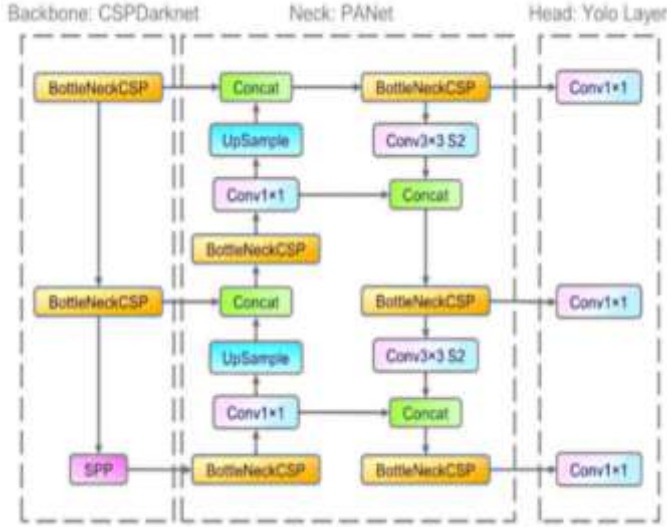 Backbone: CSPDarknet
Neck: PANet
Head: Yolo Layer
BottleNeckCSP
Concat
BottleNeckCSP
Conv1×1
UpSample
Conv3×3 S2
Conv1×1
Concat
BottleNeckCSP
BottleNeckCSP
Concat
BottleNeckCSP
Conv1×1
UpSample
Conv3×3 S2
Conv1×1
Concat
SPP
BottleNeckCSP
BottleNeckCSP
Conv1×1